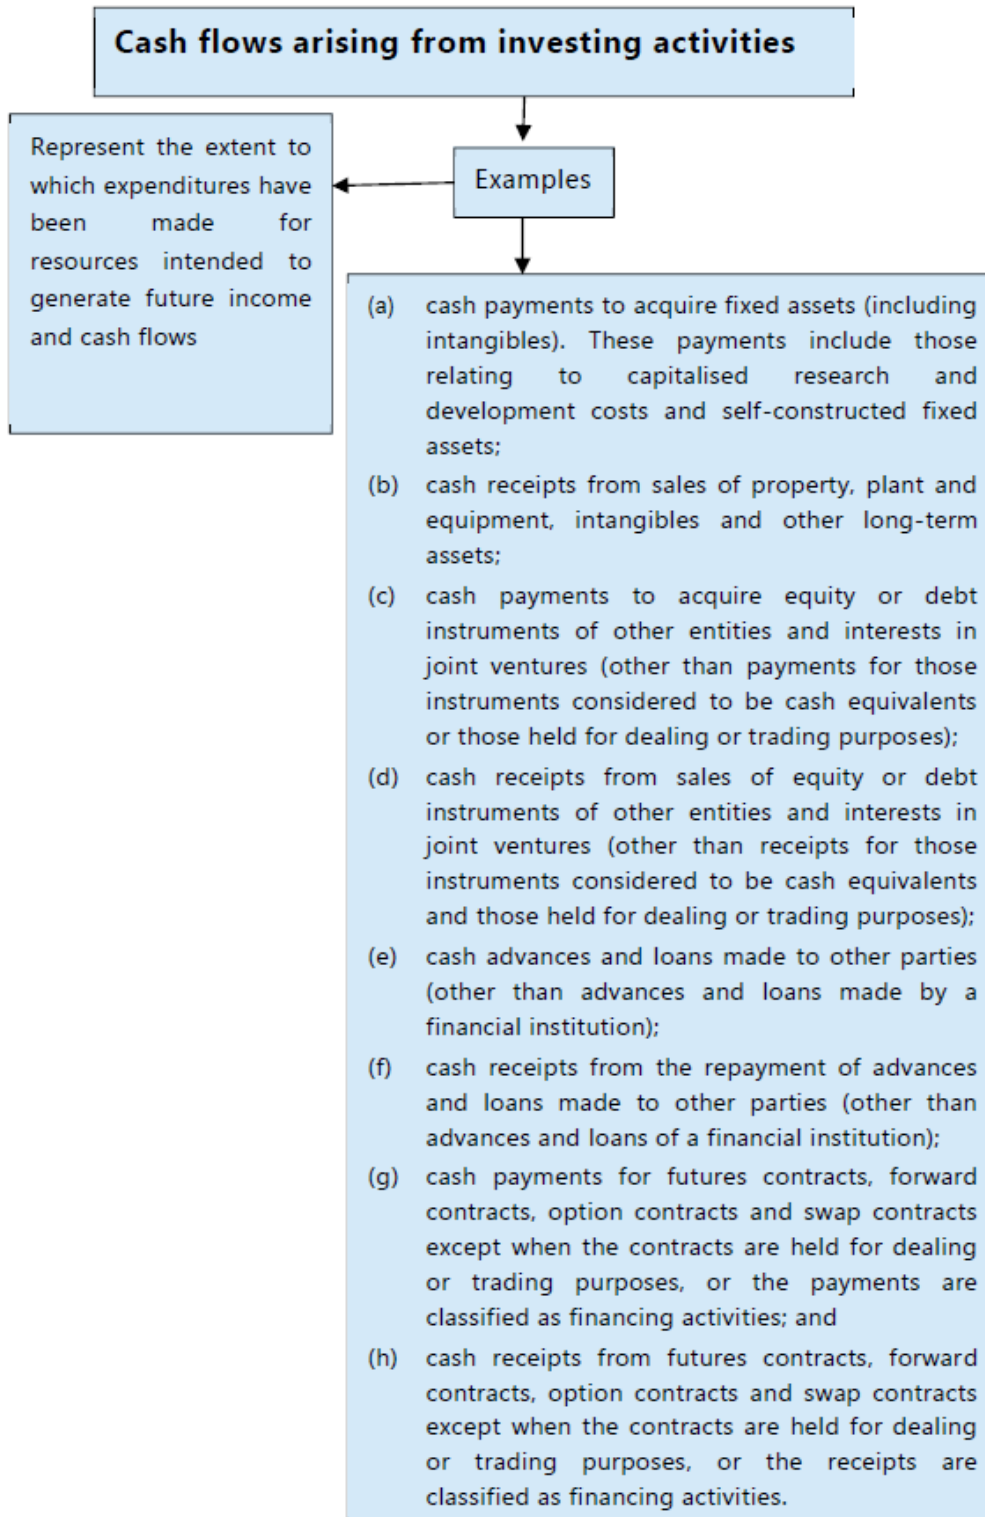 Cash flows arising from investing activities
Represent the extent to
which expenditures have
been made for
resources intended to
generate future income
and cash flows
Examples
(a) cash payments to acquire fixed assets (including
intangibles). These payments include those
relating to capitalised research and
development costs and self-constructed fixed
assets;
(b) cash receipts from sales of property, plant and
equipment, intangibles and other long-term
assets;
(c) cash payments to acquire equity or debt
instruments of other entities and interests in
joint ventures (other than payments for those
instruments considered to be cash equivalents
or those held for dealing or trading purposes);
(d) cash receipts from sales of equity or debt
instruments of other entities and interests in
joint ventures (other than receipts for those
instruments considered to be cash equivalents
and those held for dealing or trading purposes);
(e) cash advances and loans made to other parties
(other than advances and loans made by a
financial institution);
(f) cash receipts from the repayment of advances
and loans made to other parties (other than
advances and loans of a financial institution);
(g) cash payments for futures contracts, forward
contracts, option contracts and swap contracts
except when the contracts are held for dealing
or trading purposes, or the payments are
classified as financing activities; and
(h) cash receipts from futures contracts, forward
contracts, option contracts and swap contracts
except when the contracts are held for dealing
or trading purposes, or the receipts are
classified as financing activities.